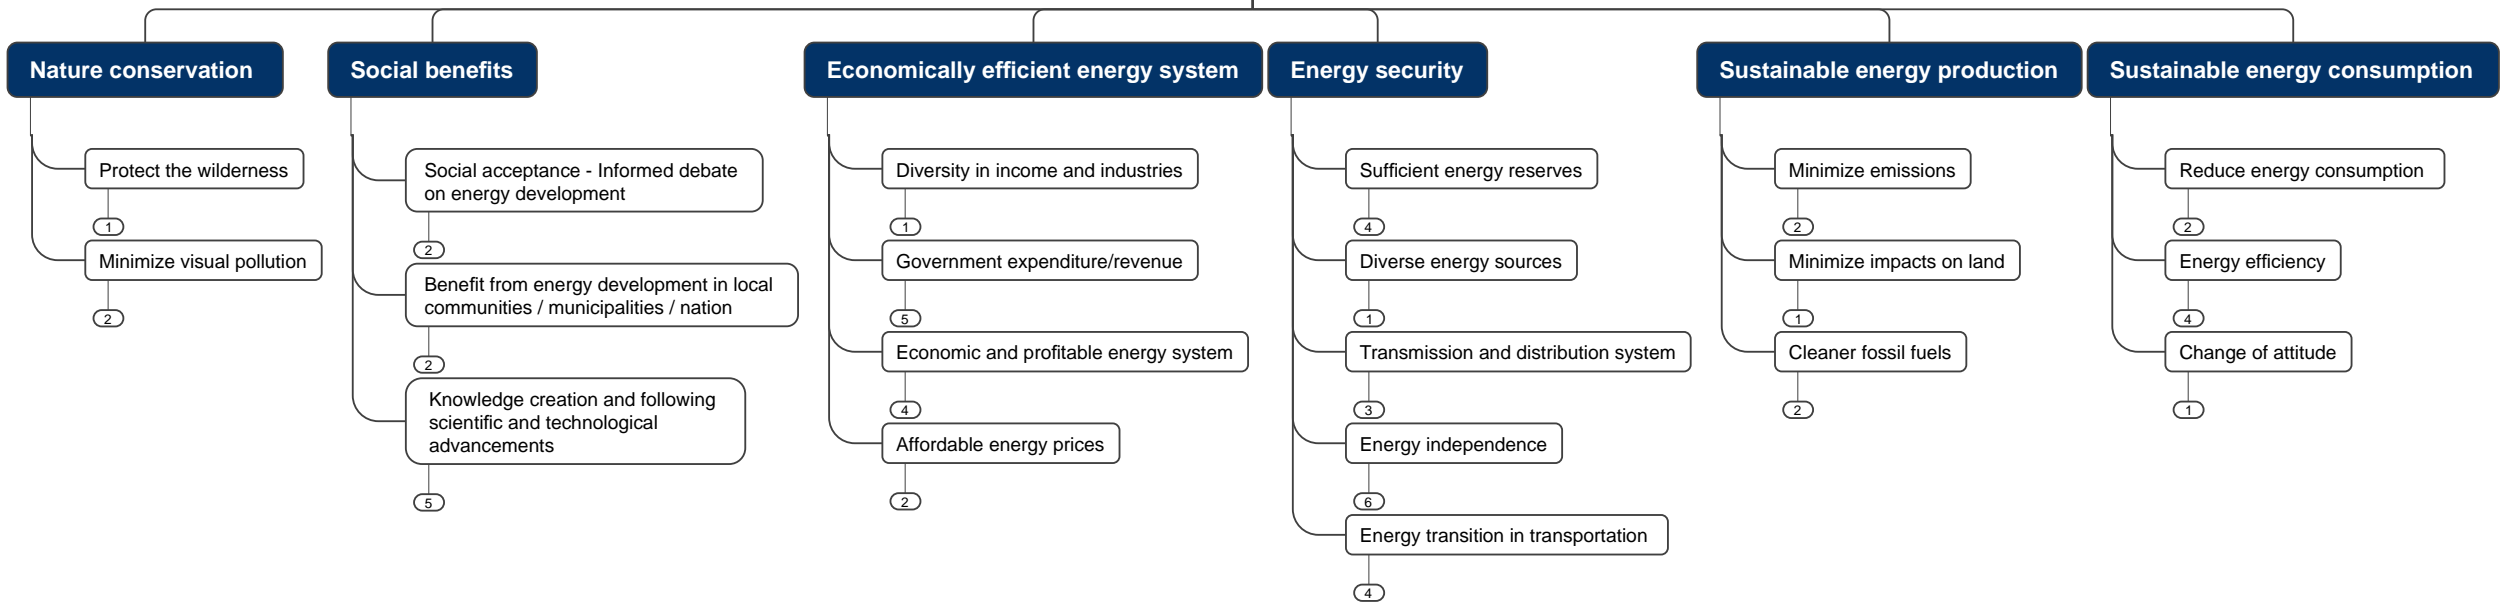 Nature conservation
Protect the wilderness
1
Minimize visual pollution
2
Social benefits
Social acceptance - Informed debate
on energy development
2
Benefit from energy development in local
communities / municipalities / nation
2
Knowledge creation and following
scientific and technological
advancements
5
Economically efficient energy system
Diversity in income and industries
1
Government expenditure/revenue
5
Economic and profitable energy system
4
Affordable energy prices
2
Energy security
Sufficient energy reserves
4
Diverse energy sources
1
Transmission and distribution system
3
Energy independence
6
Energy transition in transportation
4
Sustainable energy production
Minimize emissions
2
Minimize impacts on land
1
Cleaner fossil fuels
2
Sustainable energy consumption
Reduce energy consumption
2
Energy efficiency
4
Change of attitude
1